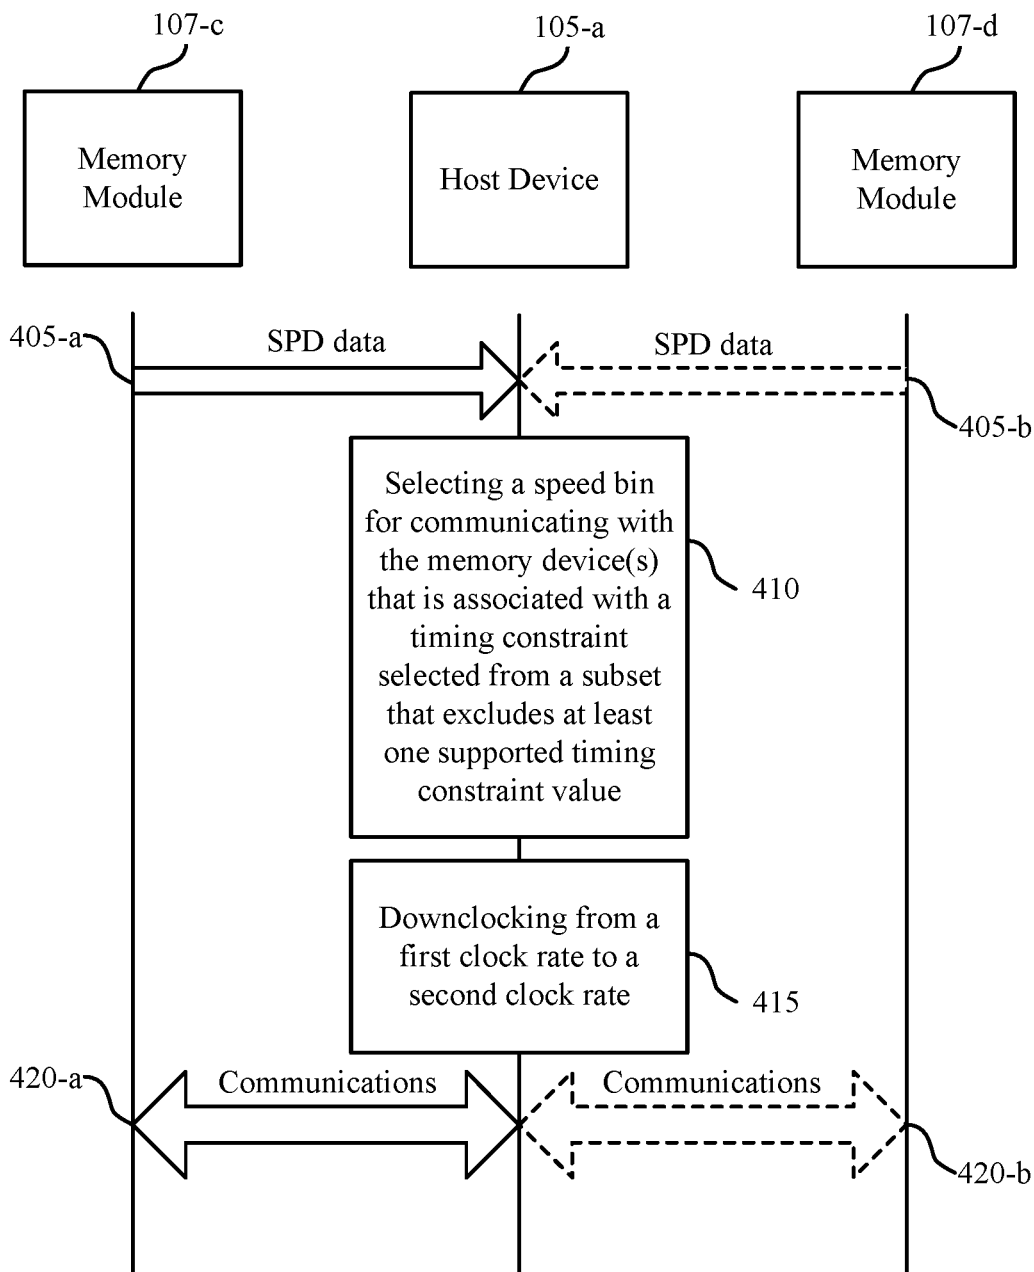 107-c
105-a
107-d
Memory
Module
Host Device
Memory
Module
405-a
SPD data
SPD data
405-b
Selecting a speed bin
for communicating with
the memory device(s)
that is associated with a
timing constraint
selected from a subset
that excludes at least
one supported timing
constraint value
410
Downclocking from a
first clock rate to a
second clock rate
415
420-a
Communications
Communications
420-b